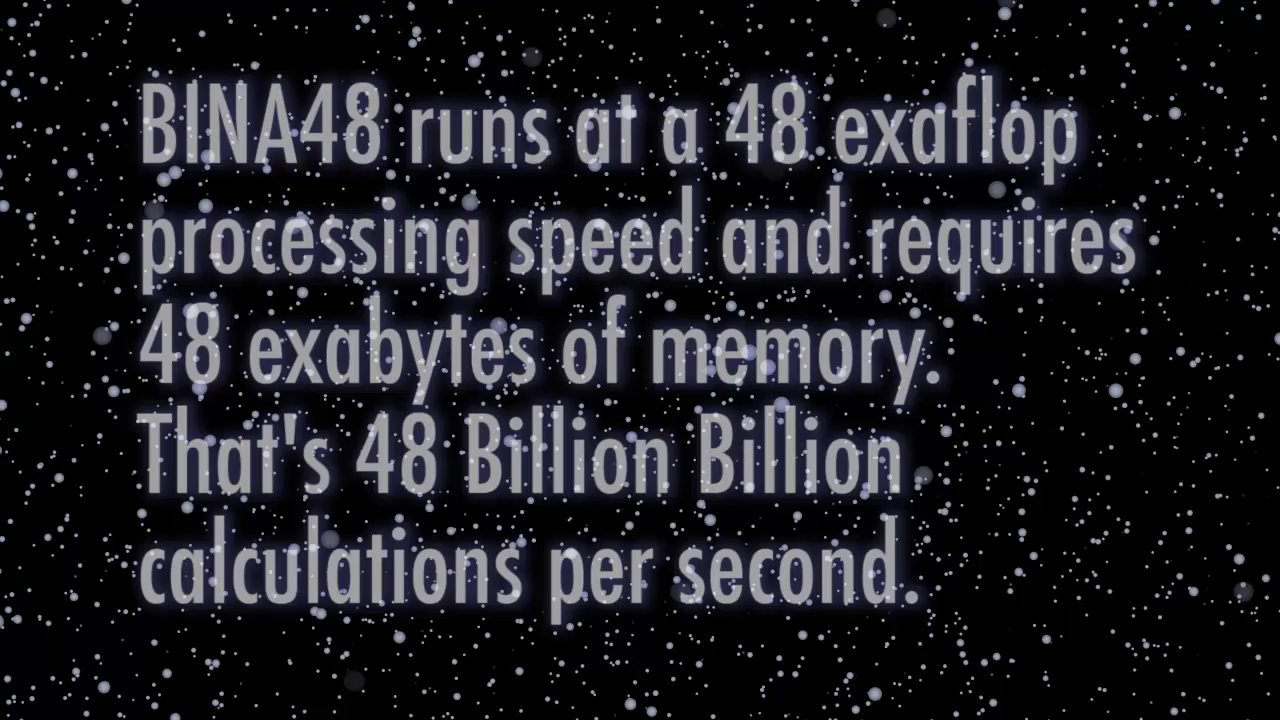 BINA48 runs at a 48 exaflop
processing speed and requires
48 exabytes of memory.
That's 48 Billion Billion
calculations per second.